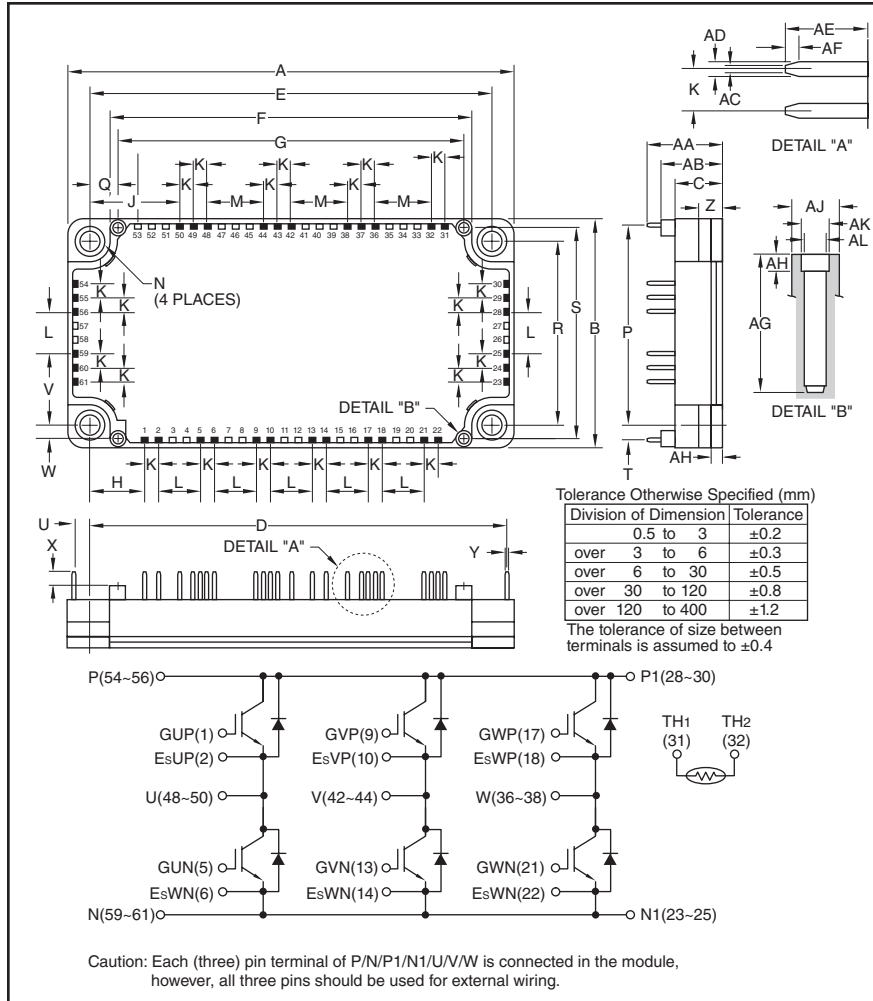 A
E
F
G
K K K K
Q K K K
J M M M
53 52 51 50 49 48 47 46 45 44 43 42 41 40 39 38 37 36 35 34 33 32 31
N
(4 PLACES)
54 55 56 57 58 59 60 61
30 29 28 27 26 25 24 23
K K K K
K K K K
L L
V
W
R S B
DETAIL "B"
1 2 3 4 5 6 7 8 9 10 11 12 13 14 15 16 17 18 19 20 21 22
K K K K K K
H L L L L L
U D
X Y
DETAIL "A"
AD AE
AF
K
AC
DETAIL "A"
AA
AB
C
Z
P
T
AH
AJ
AK
AL
AH
AG
DETAIL "B"
Tolerance Otherwise Specified (mm)
Division of Dimension Tolerance
0.5 to 3 ±0.2
over 3 to 6 ±0.3
over 6 to 30 ±0.5
over 30 to 120 ±0.8
over 120 to 400 ±1.2
The tolerance of size between
terminals is assumed to ±0.4
P(54~56) P1(28~30)
GUP(1) GVP(9) GWP(17)
EsUP(2) EsVP(10) EsWP(18)
U(48~50) V(42~44) W(36~38)
GUN(5) GVN(13) GWN(21)
EsWN(6) EsWN(14) EsWN(22)
N(59~61) N1(23~25)
TH1 TH2
(31) (32)
Caution: Each (three) pin terminal of P/N/P1/N1/U/V/W is connected in the module,
however, all three pins should be used for external wiring.